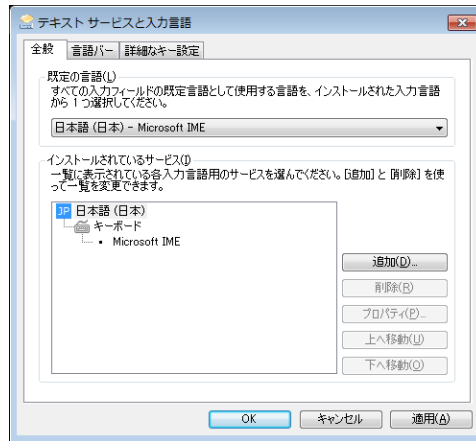 テキスト サービスと入力言語
全般 言語バー 詳細なキー設定
既定の言語(L)
すべての入力フィールドの既定言語として使用する言語を、インストールされた入力言語
から 1 つ選択してください。
日本語 (日本) - Microsoft IME
インストールされているサービス(I)
一覧に表示されている各入力言語用のサービスを選んでください。[追加] と [削除] を使
って一覧を変更できます。
JP 日本語 (日本)
キーボード
• Microsoft IME
追加(D)...
削除(R)
プロパティ(P)...
上へ移動(U)
下へ移動(O)
OK キャンセル 適用(A)